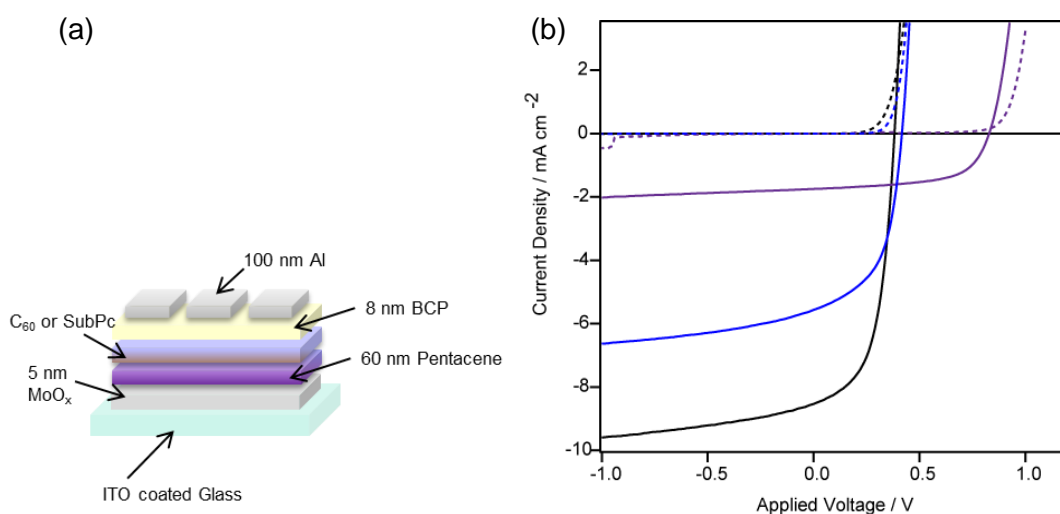 (a)
100 nm Al
C₆₀ or SubPc
8 nm BCP
60 nm Pentacene
5 nm
MoOₓ
ITO coated Glass
(b)
Current Density / mA cm⁻²
2
0
-2
-4
-6
-8
-10
-1.0
-0.5
0.0
0.5
1.0
Applied Voltage / V